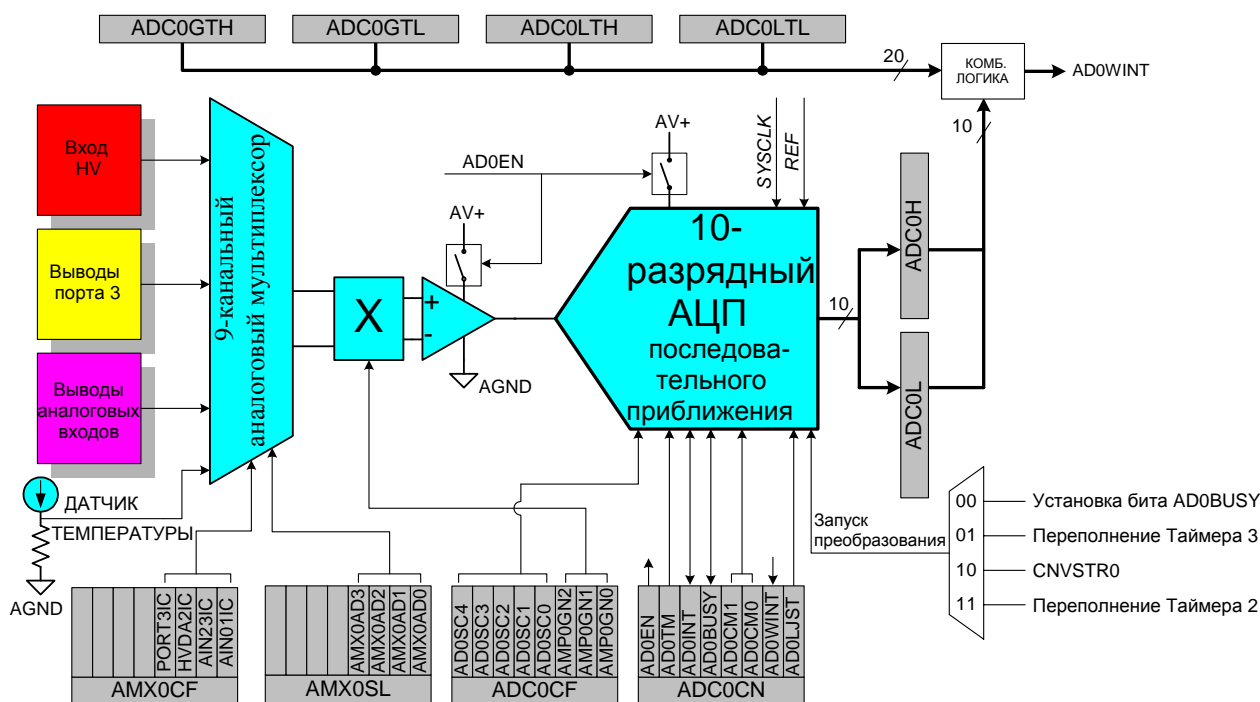 ADC0GTH
ADC0GTL
ADC0LTH
ADC0LTL
20
КОМБ.
ЛОГИКА
AD0WINT
10
Вход
HV
Выводы
порта 3
Выводы
аналоговых
входов
9-канальный
аналоговый мультиплексор
X
AV+
+
-
AGND
AD0EN
AV+
SYSCLK
REF
10-
разрядный
АЦП
последова-
тельного
приближения
10
ADC0H
ADC0L
ДАТЧИК
ТЕМПЕРАТУРЫ
AGND
Запуск
преобразования
00
Установка бита AD0BUSY
01
Переполнение Таймера 3
10
CNVSTR0
11
Переполнение Таймера 2
PORT3IC
HVDA2IC
AIN23IC
AIN01IC
AMX0CF
AMX0AD3
AMX0AD2
AMX0AD1
AMX0AD0
AMX0SL
AD0SC4
AD0SC3
AD0SC2
AD0SC1
AD0SC0
AMP0GN2
AMP0GN1
AMP0GN0
ADC0CF
AD0EN
AD0TM
AD0INT
AD0BUSY
AD0CM1
AD0CM0
AD0WINT
AD0LJST
ADC0CN